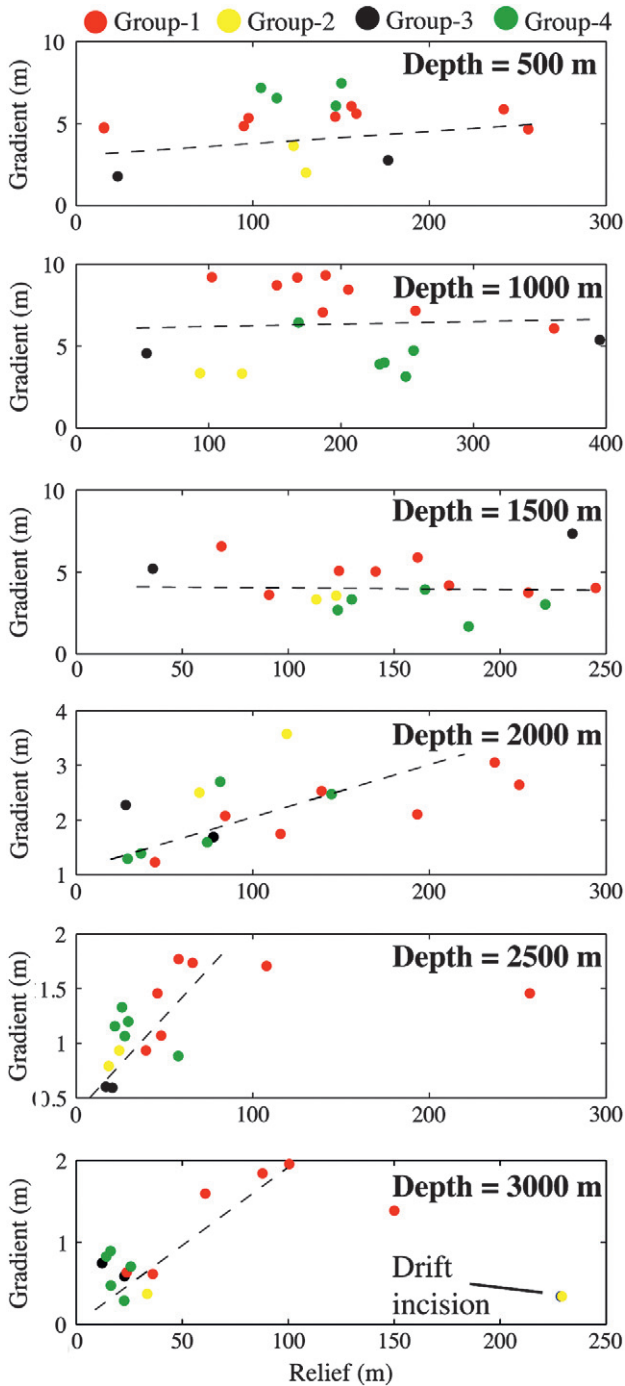 Group-1 Group-2 Group-3 Group-4
Depth = 500 m
Gradient (m)
10
5
0
0 100 200 300
Depth = 1000 m
Gradient (m)
10
5
0
0 100 200 300 400
Depth = 1500 m
Gradient (m)
10
5
0
0 50 100 150 200 245
Depth = 2000 m
Gradient (m)
4
3
2
1
0 100 200 300
Depth = 2500 m
Gradient (m)
2
1.5
1
0.5
0 100 200 300
Depth = 3000 m
Gradient (m)
2
1
0
Drift
incision
0 50 100 150 200 250
Relief (m)